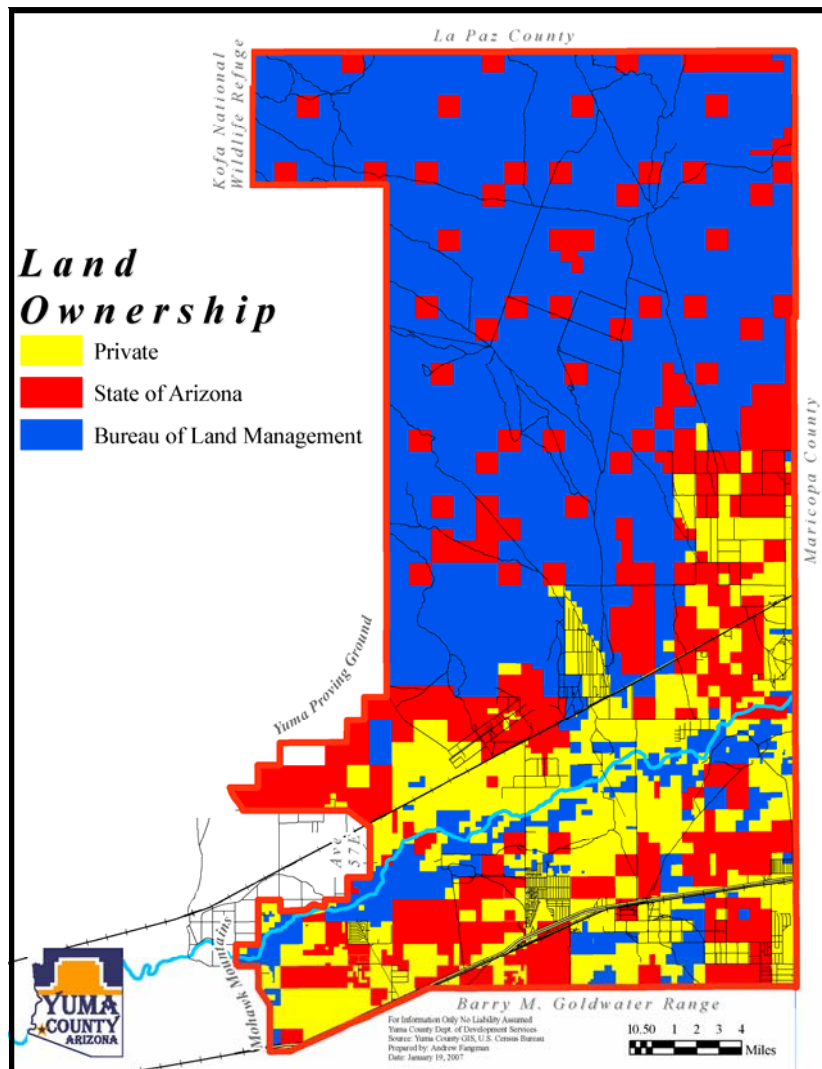 La Paz County
Kofa National
Wildlife Refuge
Land
Ownership
Private
State of Arizona
Bureau of Land Management
Maricopa County
Yuma Proving Ground
Ave
57E
Mohawk Mountains
YUMA
COUNTY
ARIZONA
Barry M. Goldwater Range
For Information Only No Liability Assumed
Yuma County Dept. of Development Services
Source: Yuma County GIS, U.S. Census Bureau
Prepared by: Andrew Fangman
Date: January 19, 2007
10.50 1 2 3 4
Miles